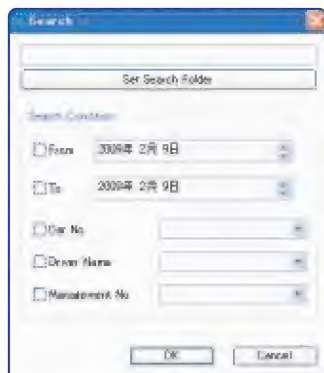 Search
Set Search Folder
Search Condition
From 2009年 2月 9日
To 2009年 2月 9日
Car No
Driver Name
Management No
OK Cancel